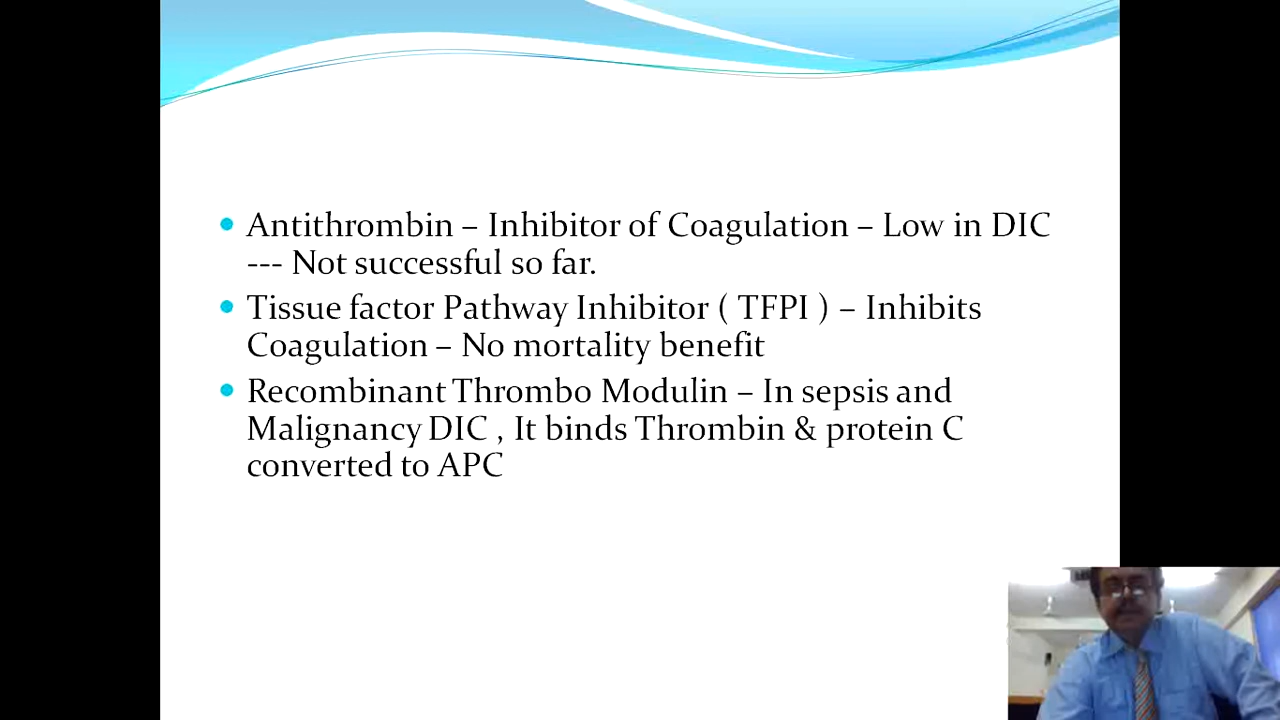 Antithrombin – Inhibitor of Coagulation – Low in DIC
--- Not successful so far.
Tissue factor Pathway Inhibitor ( TFPI ) – Inhibits
Coagulation – No mortality benefit
Recombinant Thrombo Modulin – In sepsis and
Malignancy DIC , It binds Thrombin & protein C
converted to APC